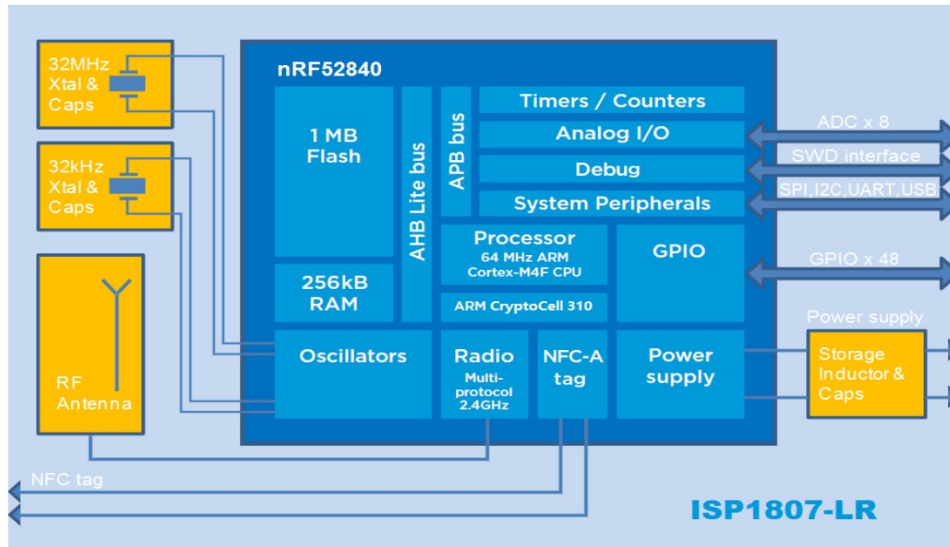 32MHz
Xtal &
Caps
32kHz
Xtal &
Caps
RF
Antenna
NFC tag
nRF52840
1 MB
Flash
256kB
RAM
AHB Lite bus
APB bus
Timers / Counters
Analog I/O
Debug
System Peripherals
Processor
64 MHz ARM
Cortex-M4F CPU
GPIO
ARM CryptoCell 310
Oscillators
Radio
Multi-
protocol
2.4GHz
NFC-A
tag
Power
supply
ADC x 8
SWD interface
SPI,I2C,UART,USB
GPIO x 48
Power supply
Storage
Inductor &
Caps
ISP1807-LR